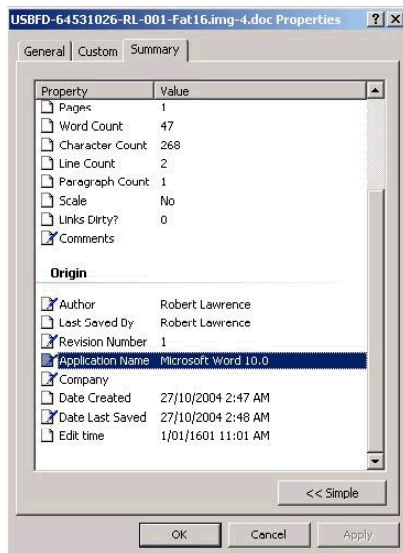 USBFD-64531026-RL-001-Fat16.img-4.doc Properties ? X
General Custom Summary
Property Value
Pages 1
Word Count 47
Character Count 268
Line Count 2
Paragraph Count 1
Scale No
Links Dirty? 0
Comments
Origin
Author Robert Lawrence
Last Saved By Robert Lawrence
Revision Number 1
Application Name Microsoft Word 10.0
Company
Date Created 27/10/2004 2:47 AM
Date Last Saved 27/10/2004 2:48 AM
Edit time 1/01/1601 11:01 AM
<< Simple
OK Cancel Apply